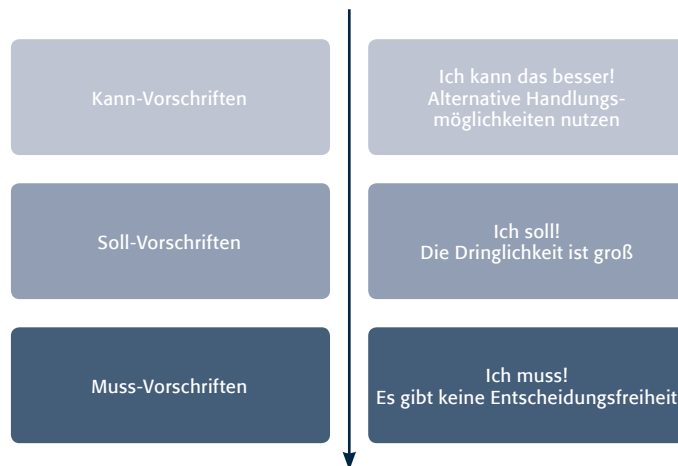 Kann-Vorschriften
Ich kann das besser!
Alternative Handlungs-
möglichkeiten nutzen
Soll-Vorschriften
Ich soll!
Die Dringlichkeit ist groß
Muss-Vorschriften
Ich muss!
Es gibt keine Entscheidungsfreiheit